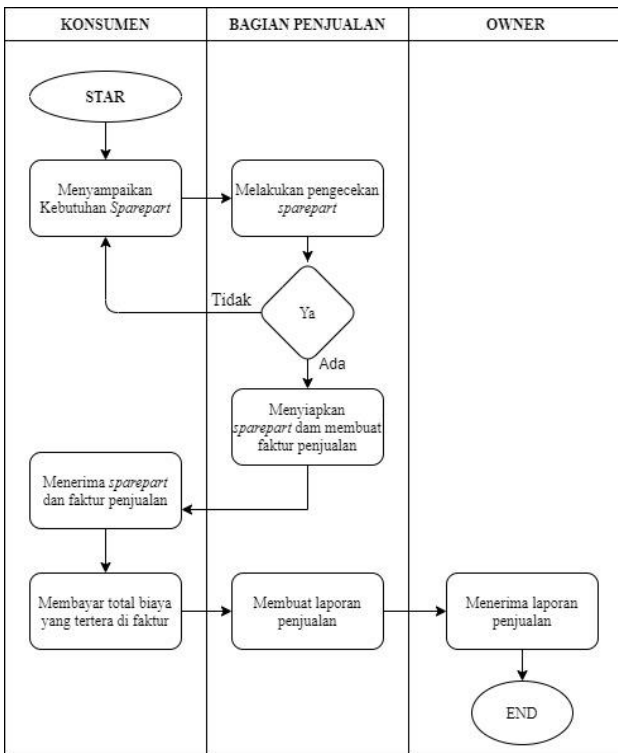 KONSUMEN
BAGIAN PENJUALAN
OWNER
STAR
Menyampaikan
Kebutuhan Sparepart
Melakukan pengecekan
sparepart
Tidak
Ya
Ada
Menyiapkan
sparepart dam membuat
faktur penjualan
Menerima sparepart
dan faktur penjualan
Membayar total biaya
yang tertera di faktur
Membuat laporan
penjualan
Menerima laporan
penjualan
END